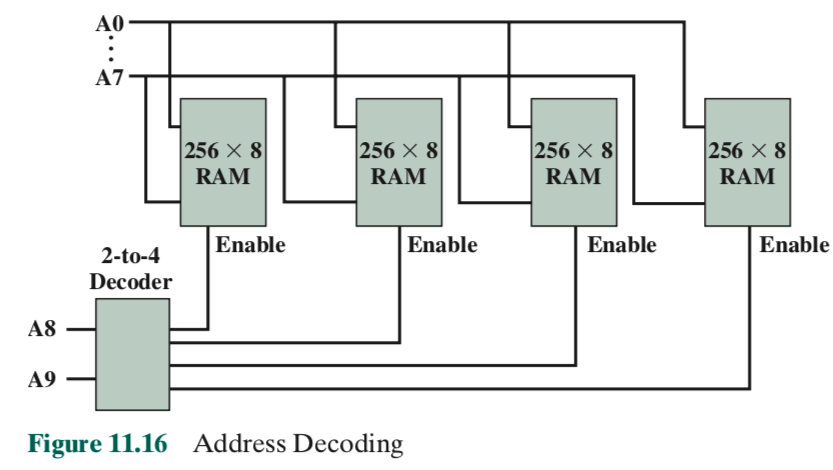 A0
A7
256 × 8
RAM
256 × 8
RAM
256 × 8
RAM
256 × 8
RAM
Enable
Enable
Enable
Enable
2-to-4
Decoder
A8
A9
Figure 11.16 Address Decoding